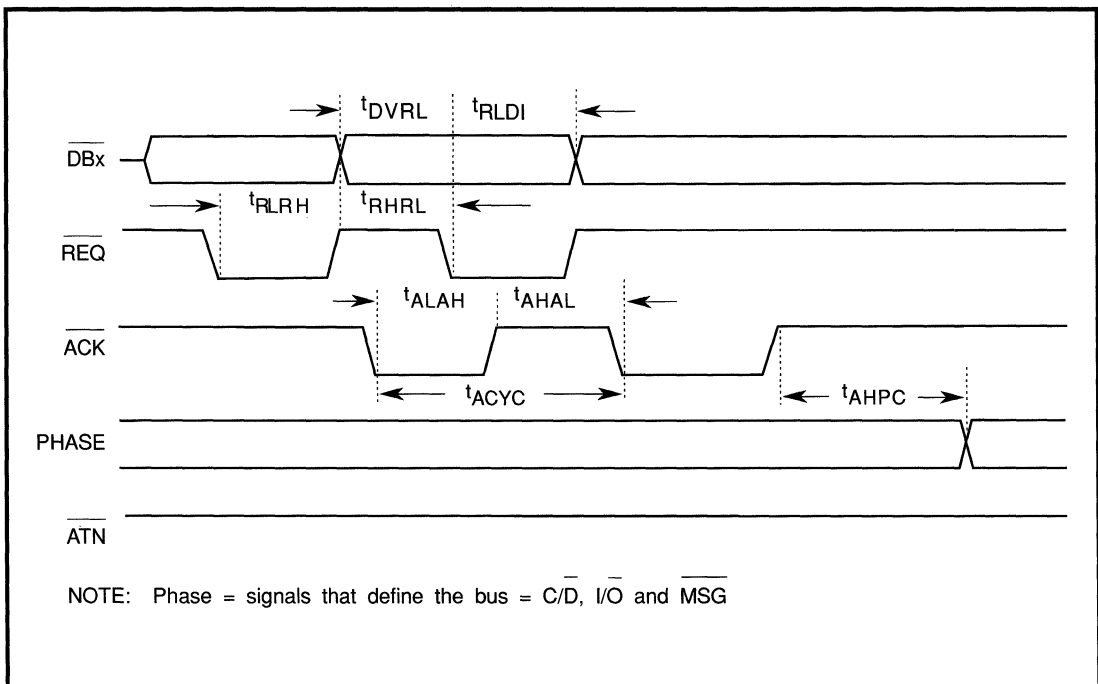 tDVRL tRLDI
DBx
tRLRH tRHRL
REQ
tALAH tAHAL
ACK
tACYC tAHPC
PHASE
ATN
NOTE: Phase = signals that define the bus = C/D̅, I/O̅ and M̅S̅G̅